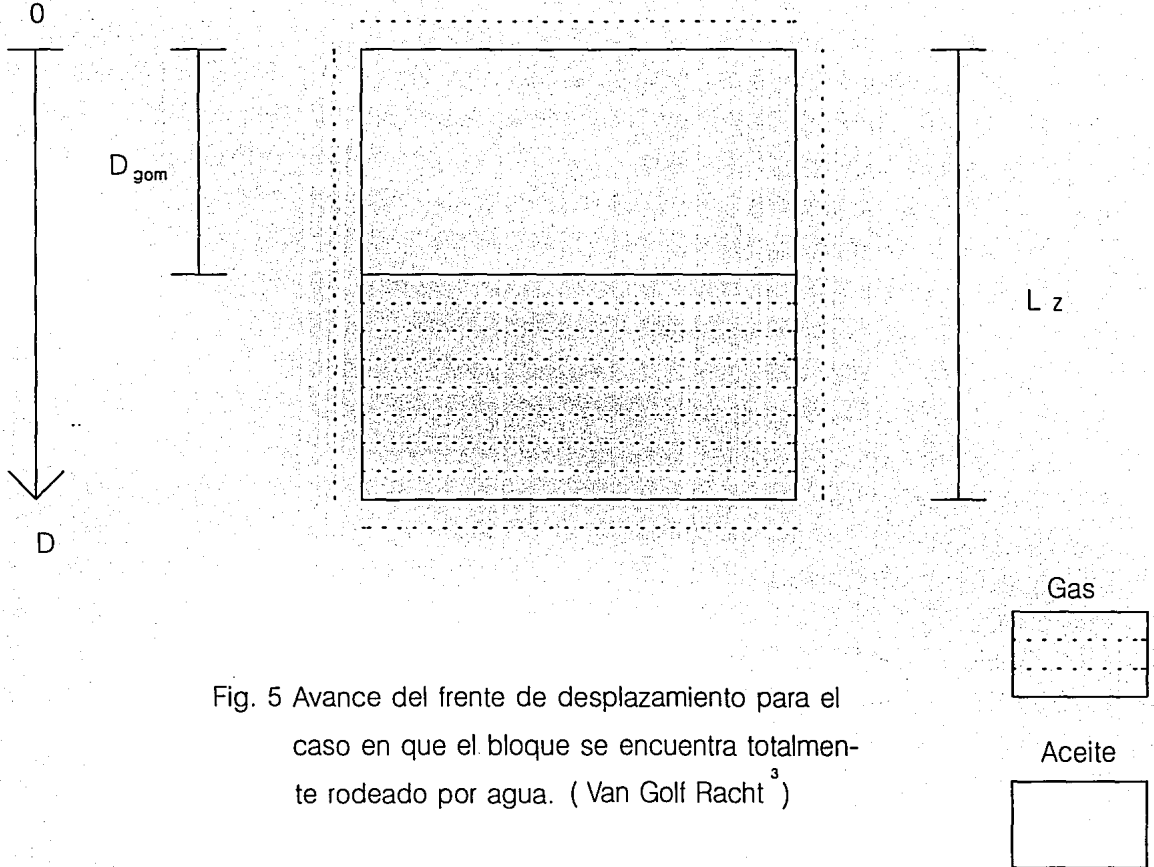 0
D gom
L z
D
Gas
Aceite
Fig. 5 Avance del frente de desplazamiento para el
caso en que el bloque se encuentra totalmen-
te rodeado por agua. ( Van Golf Racht 3 )